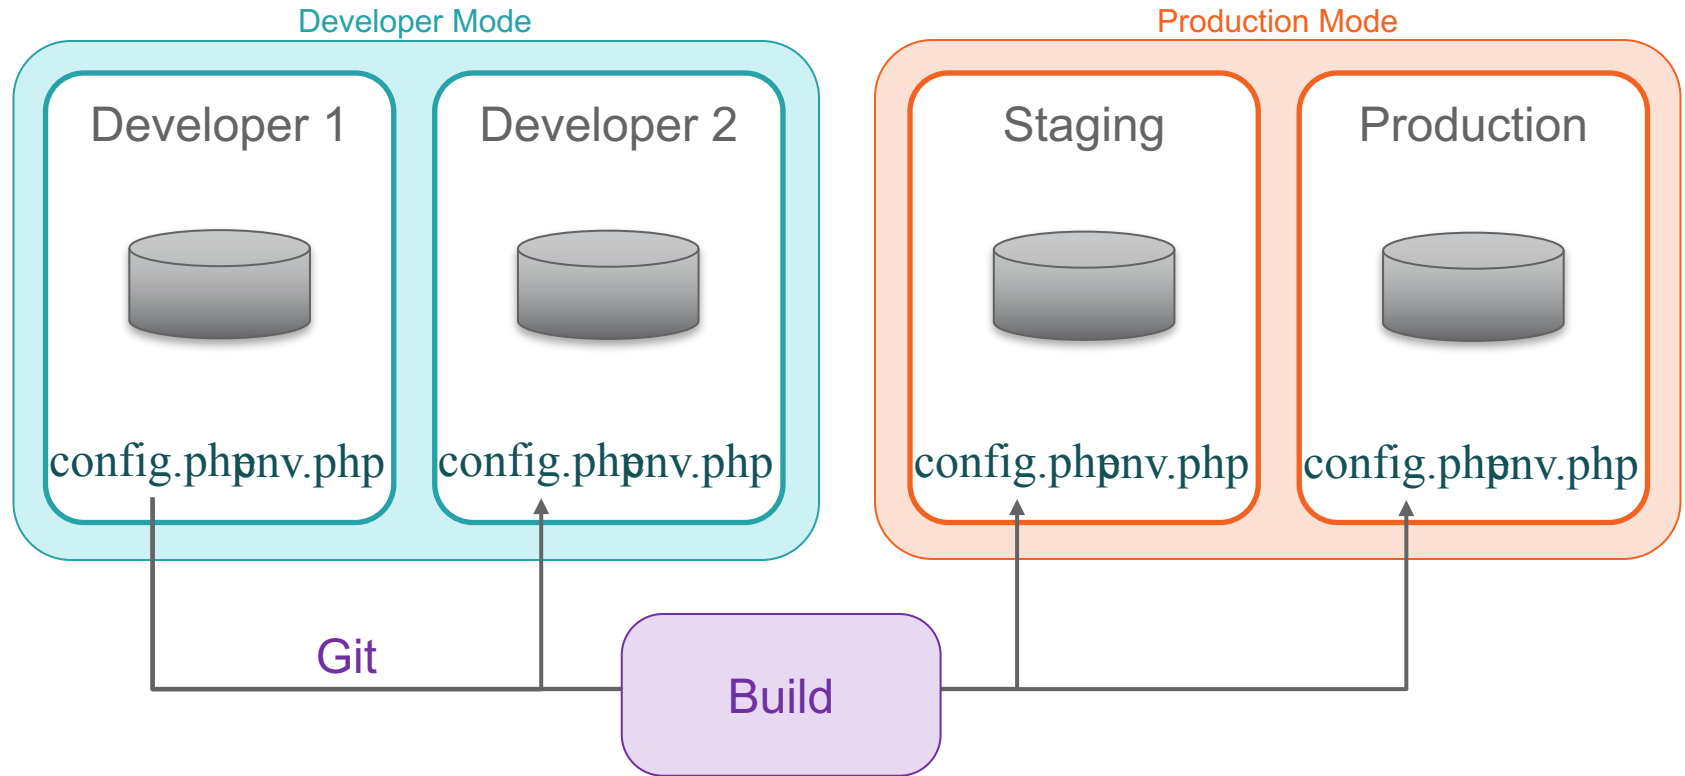 Developer Mode
Production Mode
Developer 1
Developer 2
Staging
Production
config.php
env.php
config.php
env.php
config.php
env.php
config.php
env.php
Git
Build